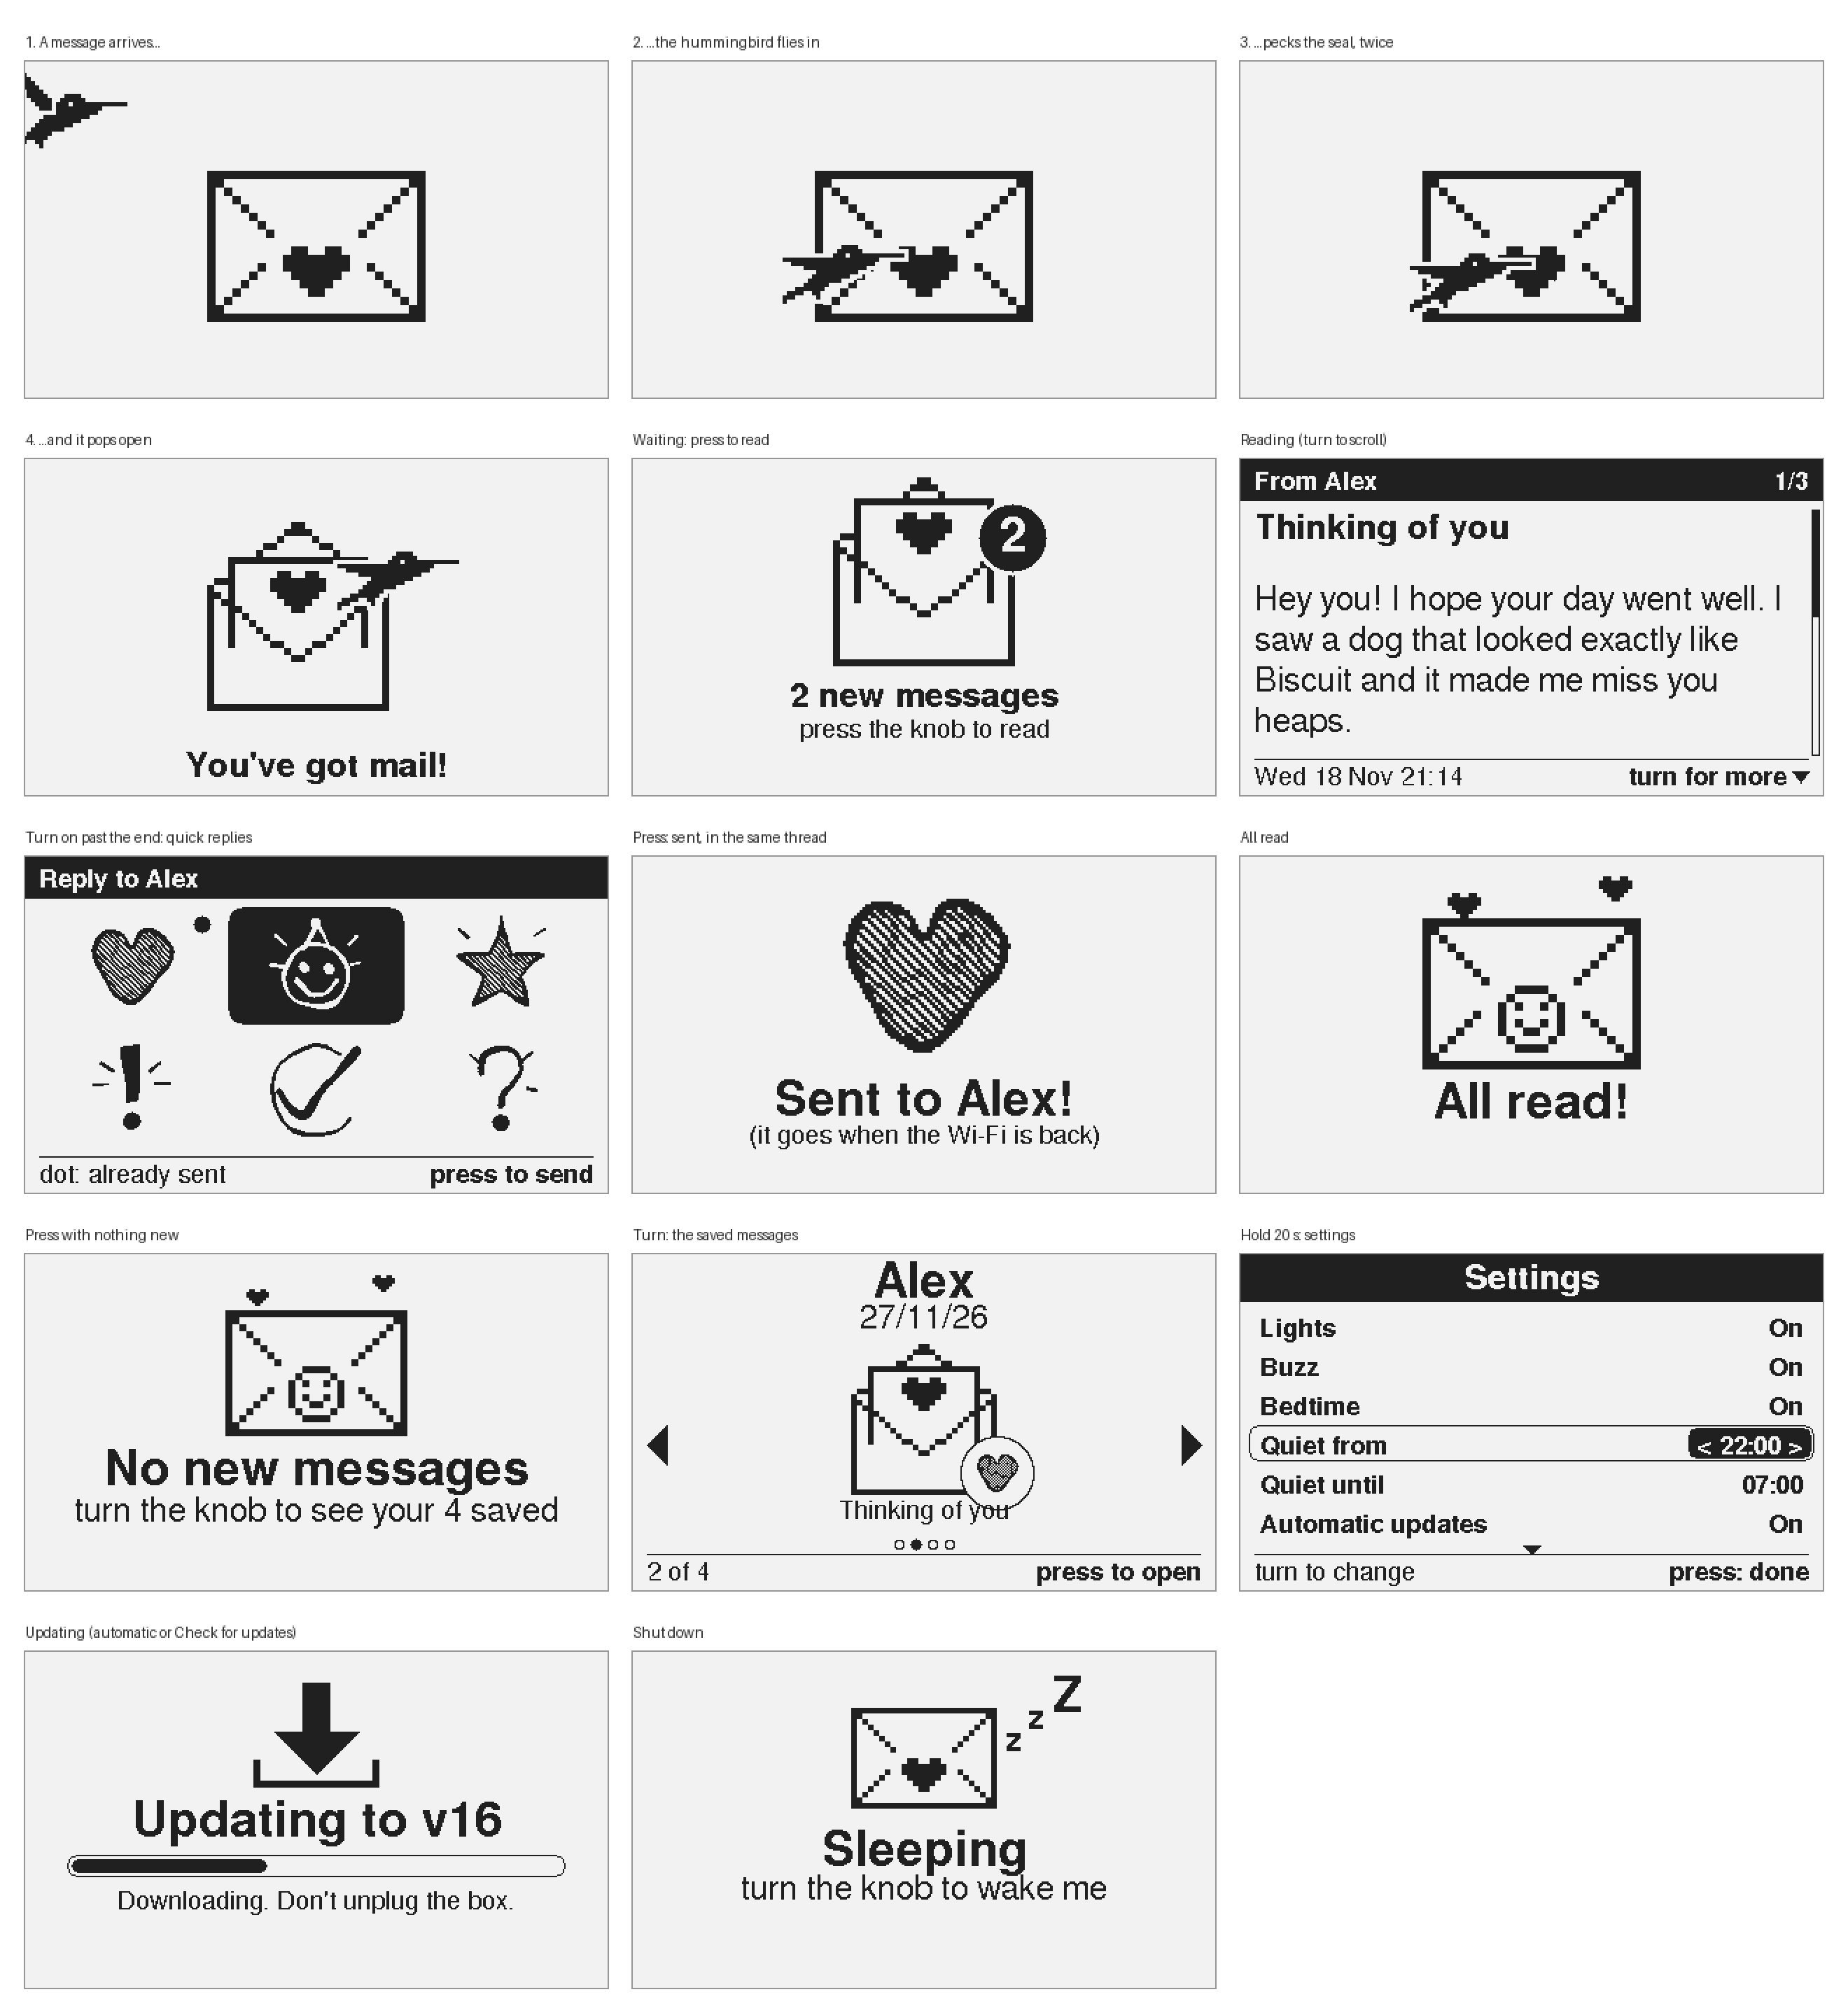 1. A message arrives...
2. ...the hummingbird flies in
3. ...pecks the seal, twice
4. ...and it pops open
You've got mail!
Waiting: press to read
2
2 new messages
press the knob to read
Reading (turn to scroll)
From Alex 1/3
Thinking of you
Hey you! I hope your day went well. I
saw a dog that looked exactly like
Biscuit and it made me miss you
heaps.
Wed 18 Nov 21:14 turn for more
Turn on past the end: quick replies
Reply to Alex
! ?
dot: already sent press to send
Press: sent, in the same thread
Sent to Alex!
(it goes when the Wi-Fi is back)
All read
All read!
Press with nothing new
No new messages
turn the knob to see your 4 saved
Turn: the saved messages
Alex
27/11/26
Thinking of you
2 of 4 press to open
Hold 20 s: settings
Settings
Lights On
Buzz On
Bedtime On
Quiet from < 22:00 >
Quiet until 07:00
Automatic updates On
turn to change press: done
Updating (automatic or Check for updates)
Updating to v16
Downloading. Don't unplug the box.
Shut down
z z Z
Sleeping
turn the knob to wake me